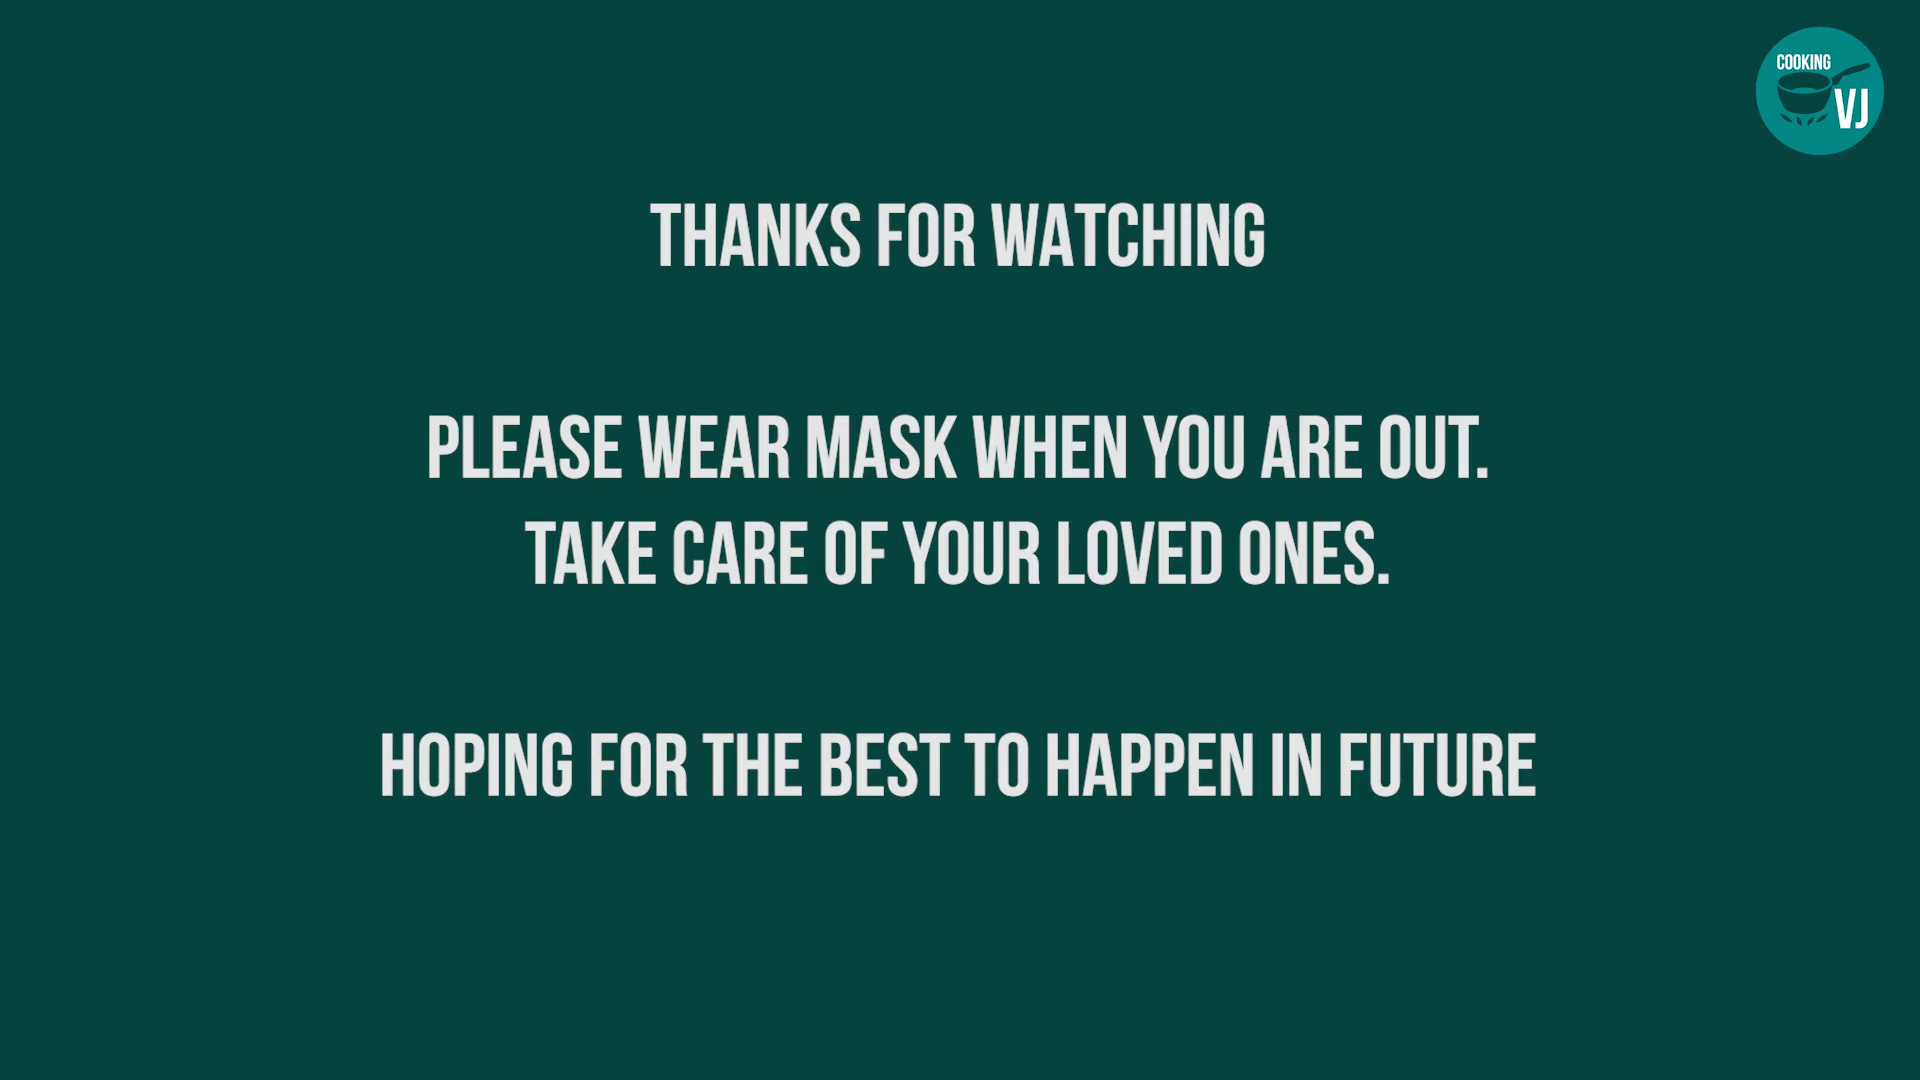 COOKING
VJ
THANKS FOR WATCHING
PLEASE WEAR MASK WHEN YOU ARE OUT.
TAKE CARE OF YOUR LOVED ONES.
HOPING FOR THE BEST TO HAPPEN IN FUTURE